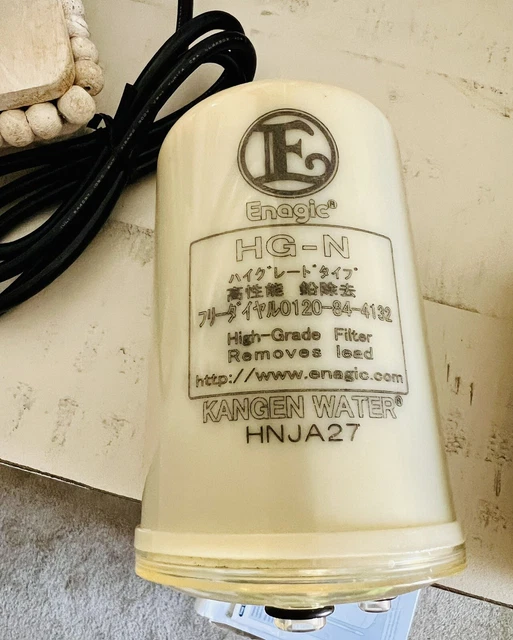 E
Enagic®
HG-N
ハイグレードタイプ
高性能 鉛除去
フリーダイヤル0120-84-4132
High-Grade Filter
Removes lead
http://www.enagic.com
KANGEN WATER®
HNJA27